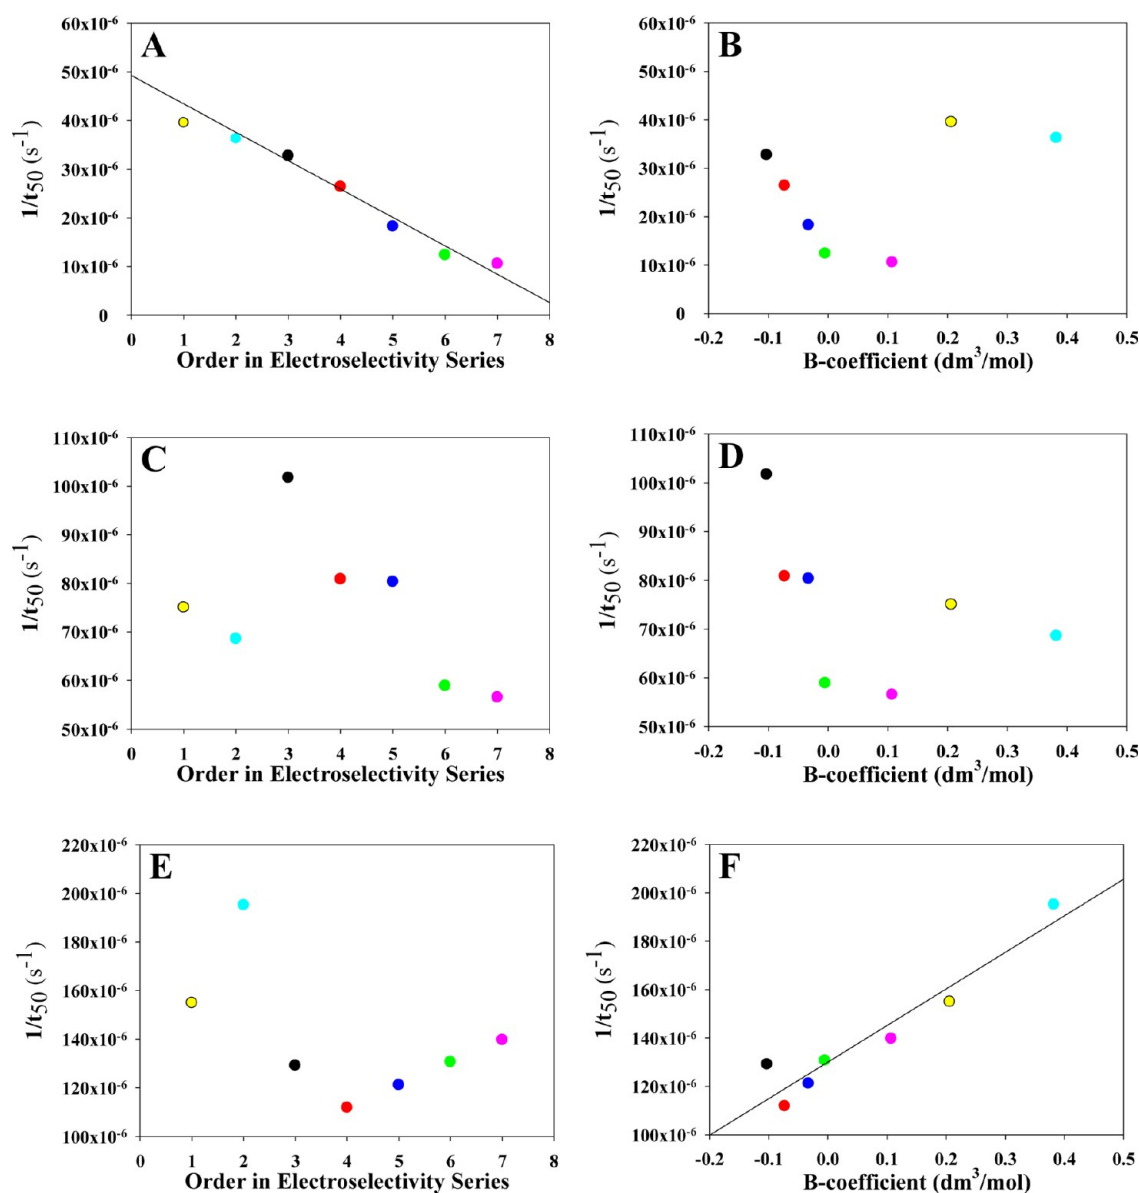 A
60x10⁻⁶
50x10⁻⁶
40x10⁻⁶
30x10⁻⁶
20x10⁻⁶
10x10⁻⁶
0
1/t₅₀ (s⁻¹)
0 1 2 3 4 5 6 7 8
Order in Electroselectivity Series
B
60x10⁻⁶
50x10⁻⁶
40x10⁻⁶
30x10⁻⁶
20x10⁻⁶
10x10⁻⁶
0
1/t₅₀ (s⁻¹)
-0.2 -0.1 0.0 0.1 0.2 0.3 0.4 0.5
B-coefficient (dm³/mol)
C
110x10⁻⁶
100x10⁻⁶
90x10⁻⁶
80x10⁻⁶
70x10⁻⁶
60x10⁻⁶
50x10⁻⁶
1/t₅₀ (s⁻¹)
0 1 2 3 4 5 6 7 8
Order in Electroselectivity Series
D
110x10⁻⁶
100x10⁻⁶
90x10⁻⁶
80x10⁻⁶
70x10⁻⁶
60x10⁻⁶
50x10⁻⁶
1/t₅₀ (s⁻¹)
-0.2 -0.1 0.0 0.1 0.2 0.3 0.4 0.5
B-coefficient (dm³/mol)
E
220x10⁻⁶
200x10⁻⁶
180x10⁻⁶
160x10⁻⁶
140x10⁻⁶
120x10⁻⁶
100x10⁻⁶
1/t₅₀ (s⁻¹)
0 1 2 3 4 5 6 7 8
Order in Electroselectivity Series
F
220x10⁻⁶
200x10⁻⁶
180x10⁻⁶
160x10⁻⁶
140x10⁻⁶
120x10⁻⁶
100x10⁻⁶
1/t₅₀ (s⁻¹)
-0.2 -0.1 0.0 0.1 0.2 0.3 0.4 0.5
B-coefficient (dm³/mol)